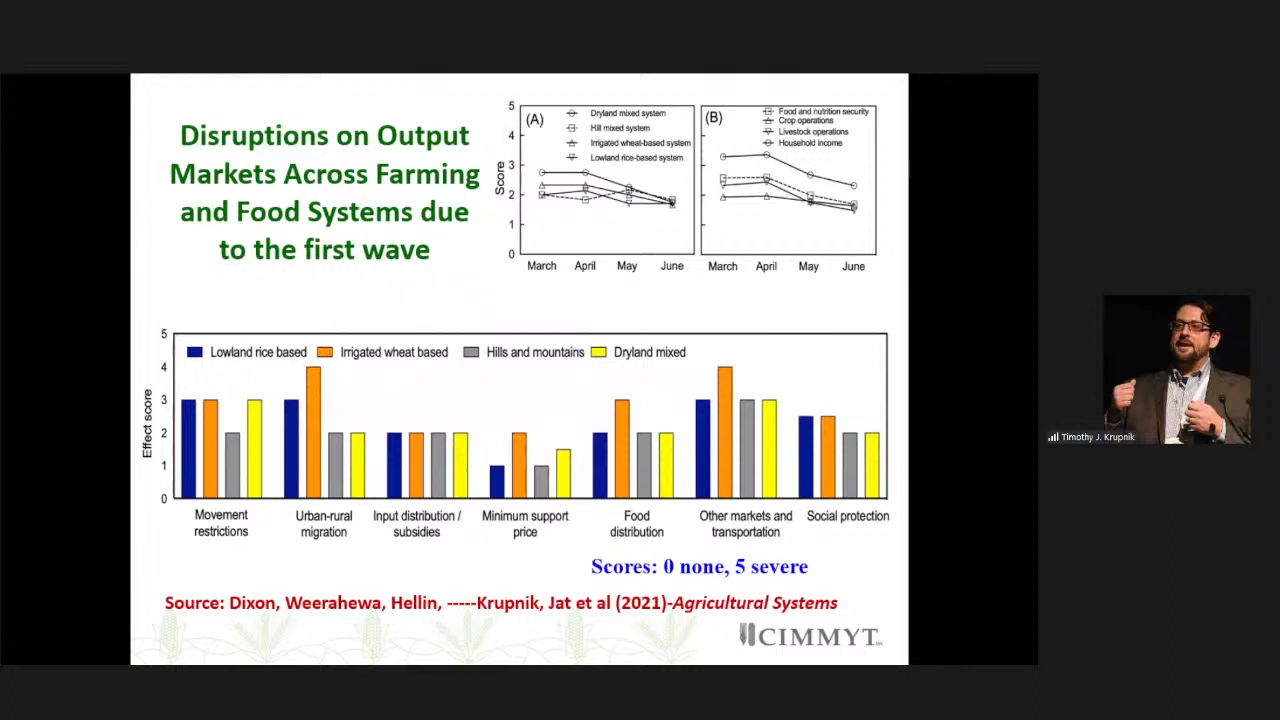 Disruptions on Output
Markets Across Farming
and Food Systems due
to the first wave
5
4
3
2
1
0
Score
(A)
Dryland mixed system
Hill mixed system
Irrigated wheat-based system
Lowland rice-based system
March April May June
(B)
Food and nutrition security
Crop operations
Livestock operations
Household income
March April May June
5
4
3
2
1
0
Effect score
Lowland rice based Irrigated wheat based Hills and mountains Dryland mixed
Movement
restrictions
Urban-rural
migration
Input distribution /
subsidies
Minimum support
price
Food
distribution
Other markets and
transportation
Social protection
Scores: 0 none, 5 severe
Source: Dixon, Weerahewa, Hellin, -----Krupnik, Jat et al (2021)-Agricultural Systems
CIMMYT
Timothy J. Krupnik